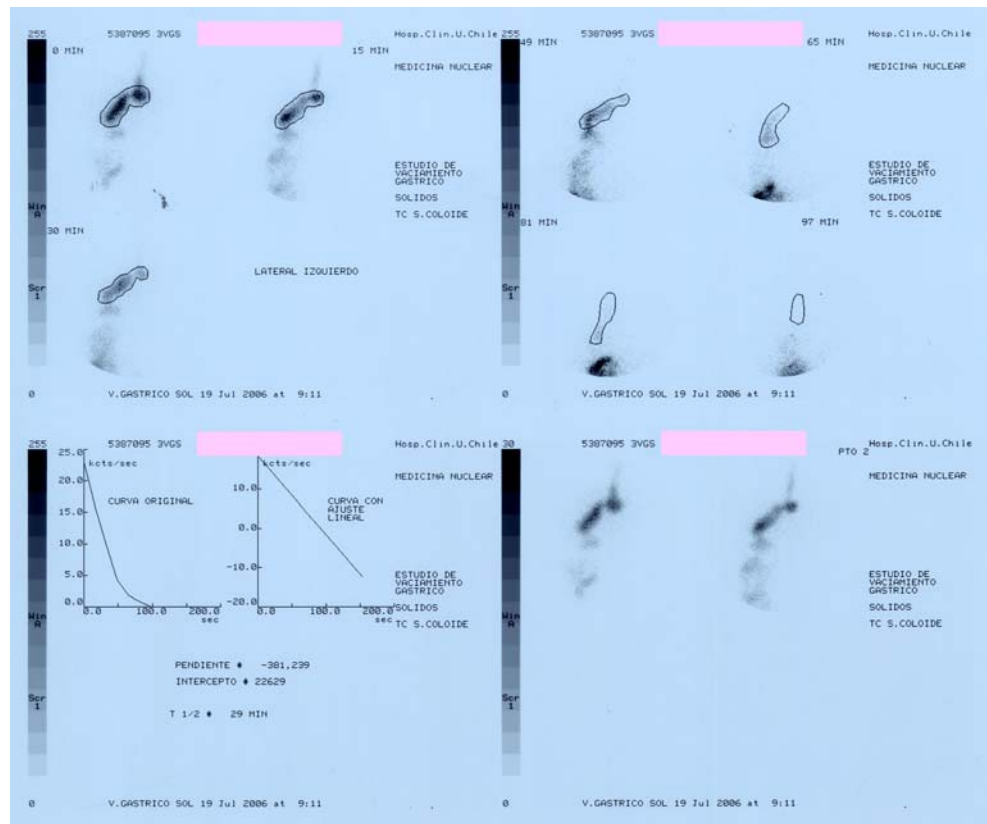 255 5387095 3VGS Hosp.Clin.U.Chile
0 MIN 15 MIN
MEDICINA NUCLEAR
ESTUDIO DE
VACIAMIENTO
GASTRICO
SOLIDOS
Win
A
TC S.COLOIDE
30 MIN
LATERAL IZQUIERDO
Scr
1
0 V.GASTRICO SOL 19 Jul 2006 at 9:11
255 5387095 3VGS Hosp.Clin.U.Chile
49 MIN 65 MIN
MEDICINA NUCLEAR
ESTUDIO DE
VACIAMIENTO
GASTRICO
SOLIDOS
Win
A
TC S.COLOIDE
81 MIN 97 MIN
Scr
1
0 V.GASTRICO SOL 19 Jul 2006 at 9:11
255 5387095 3VGS Hosp.Clin.U.Chile
25.0 kcts/sec kcts/sec
MEDICINA NUCLEAR
20.0 10.0
CURVA ORIGINAL CURVA CON
AJUSTE
LINEAL
15.0 0.0
10.0 -10.0
ESTUDIO DE
VACIAMIENTO
GASTRICO
5.0
0.0 -20.0
SOLIDOS
0.0 100.0 200.0 0.0 100.0 200.0
sec sec
Win
A
TC S.COLOIDE
PENDIENTE -381,239
INTERCEPTO 22629
Scr
1
T 1/2 29 MIN
0 V.GASTRICO SOL 19 Jul 2006 at 9:11
30 5387095 3VGS Hosp.Clin.U.Chile
PTO 2
MEDICINA NUCLEAR
ESTUDIO DE
VACIAMIENTO
GASTRICO
SOLIDOS
Win
A
TC S.COLOIDE
Scr
1
0 V.GASTRICO SOL 19 Jul 2006 at 9:11